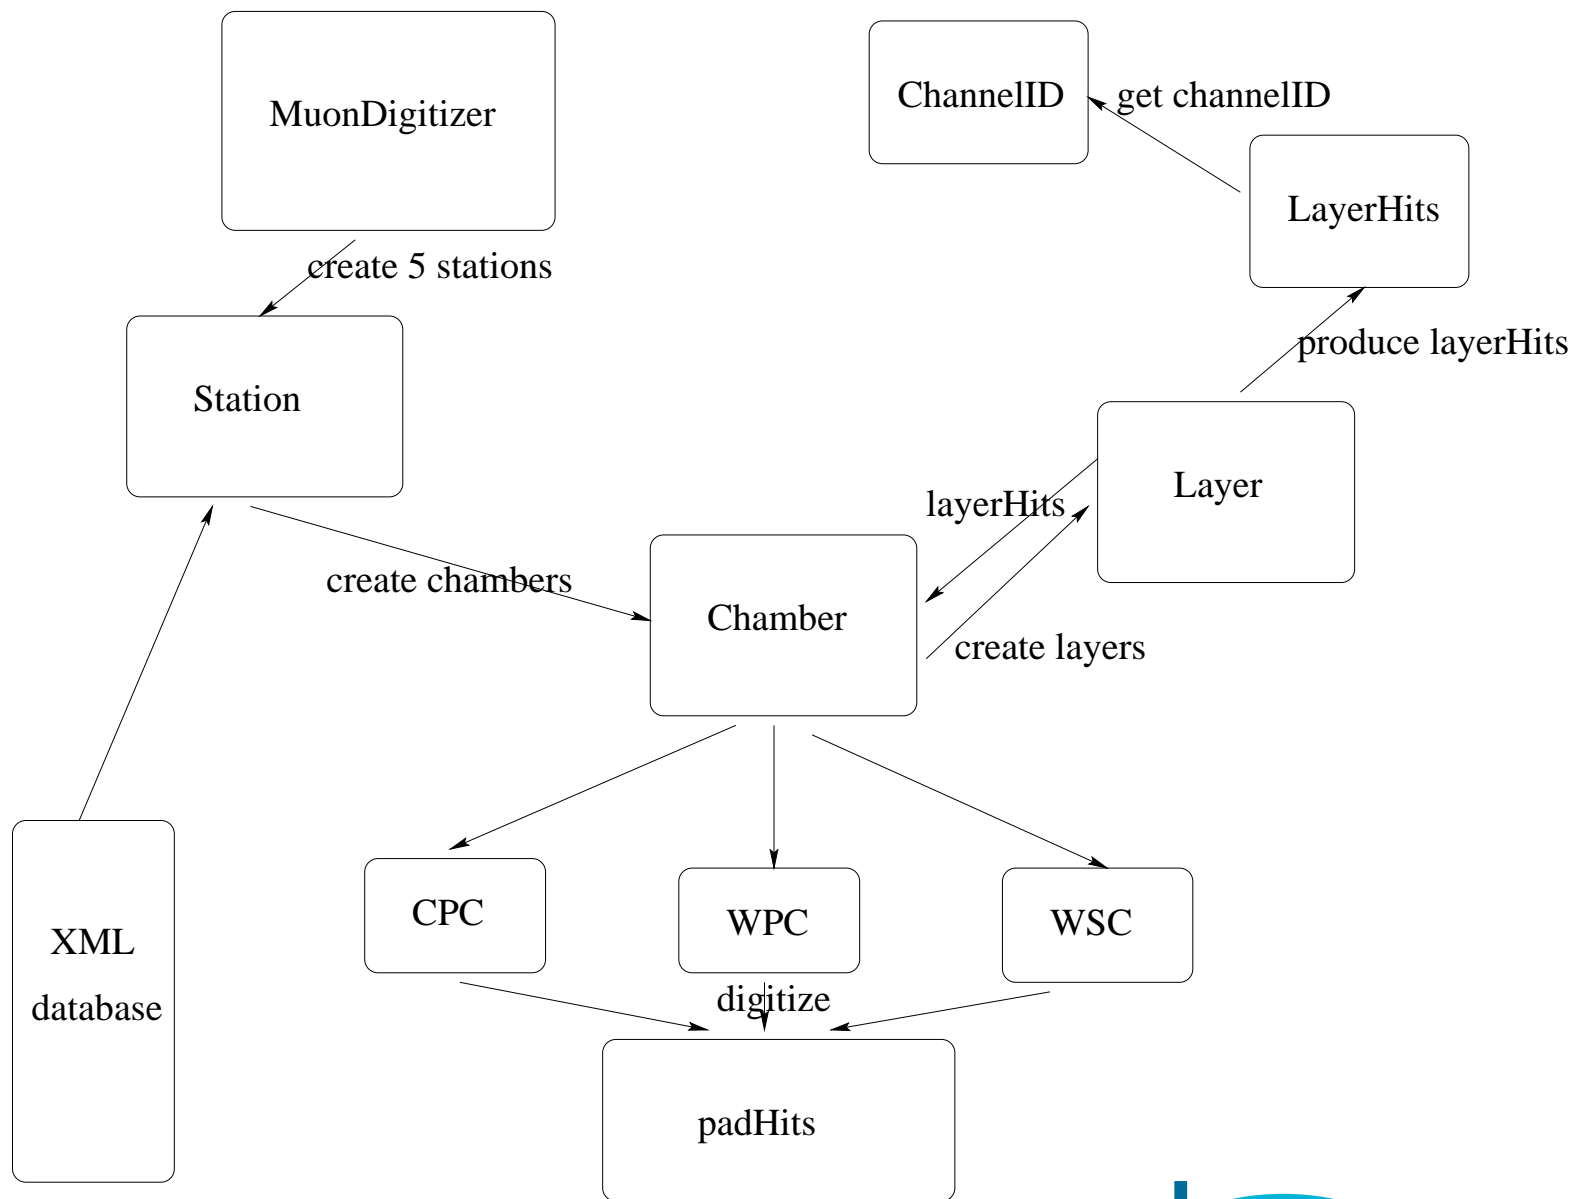 MuonDigitizer
ChannelID
get channelID
LayerHits
create 5 stations
produce layerHits
Station
Layer
layerHits
create chambers
Chamber
create layers
CPC
WPC
WSC
XML
database
digitize
padHits